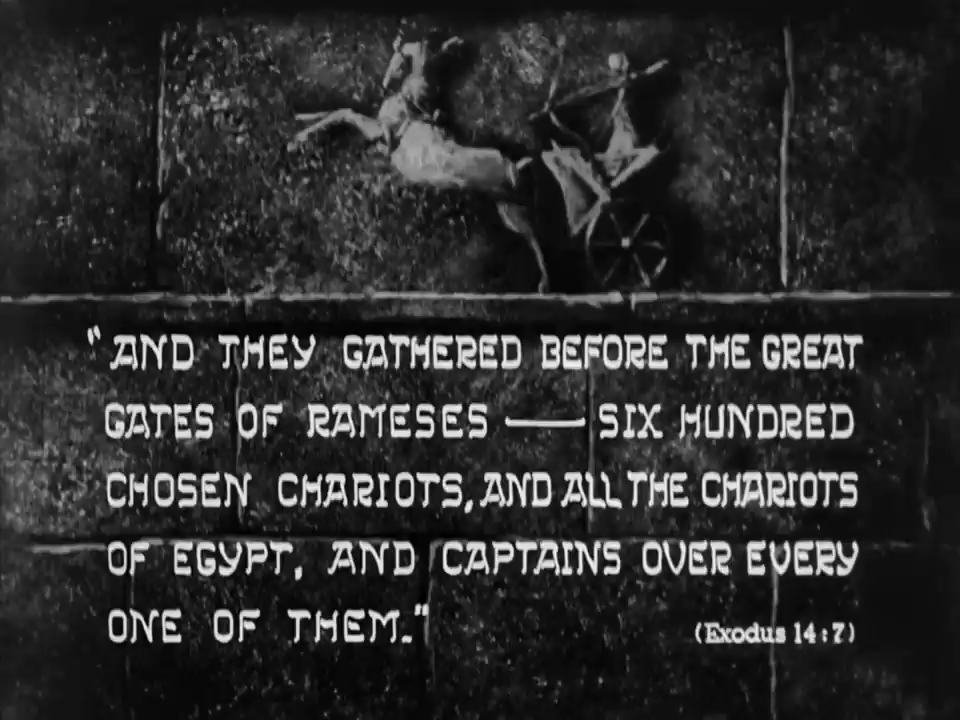 "AND THEY GATHERED BEFORE THE GREAT
GATES OF RAMESES — SIX HUNDRED
CHOSEN CHARIOTS, AND ALL THE CHARIOTS
OF EGYPT, AND CAPTAINS OVER EVERY
ONE OF THEM."
(Exodus 14:7)